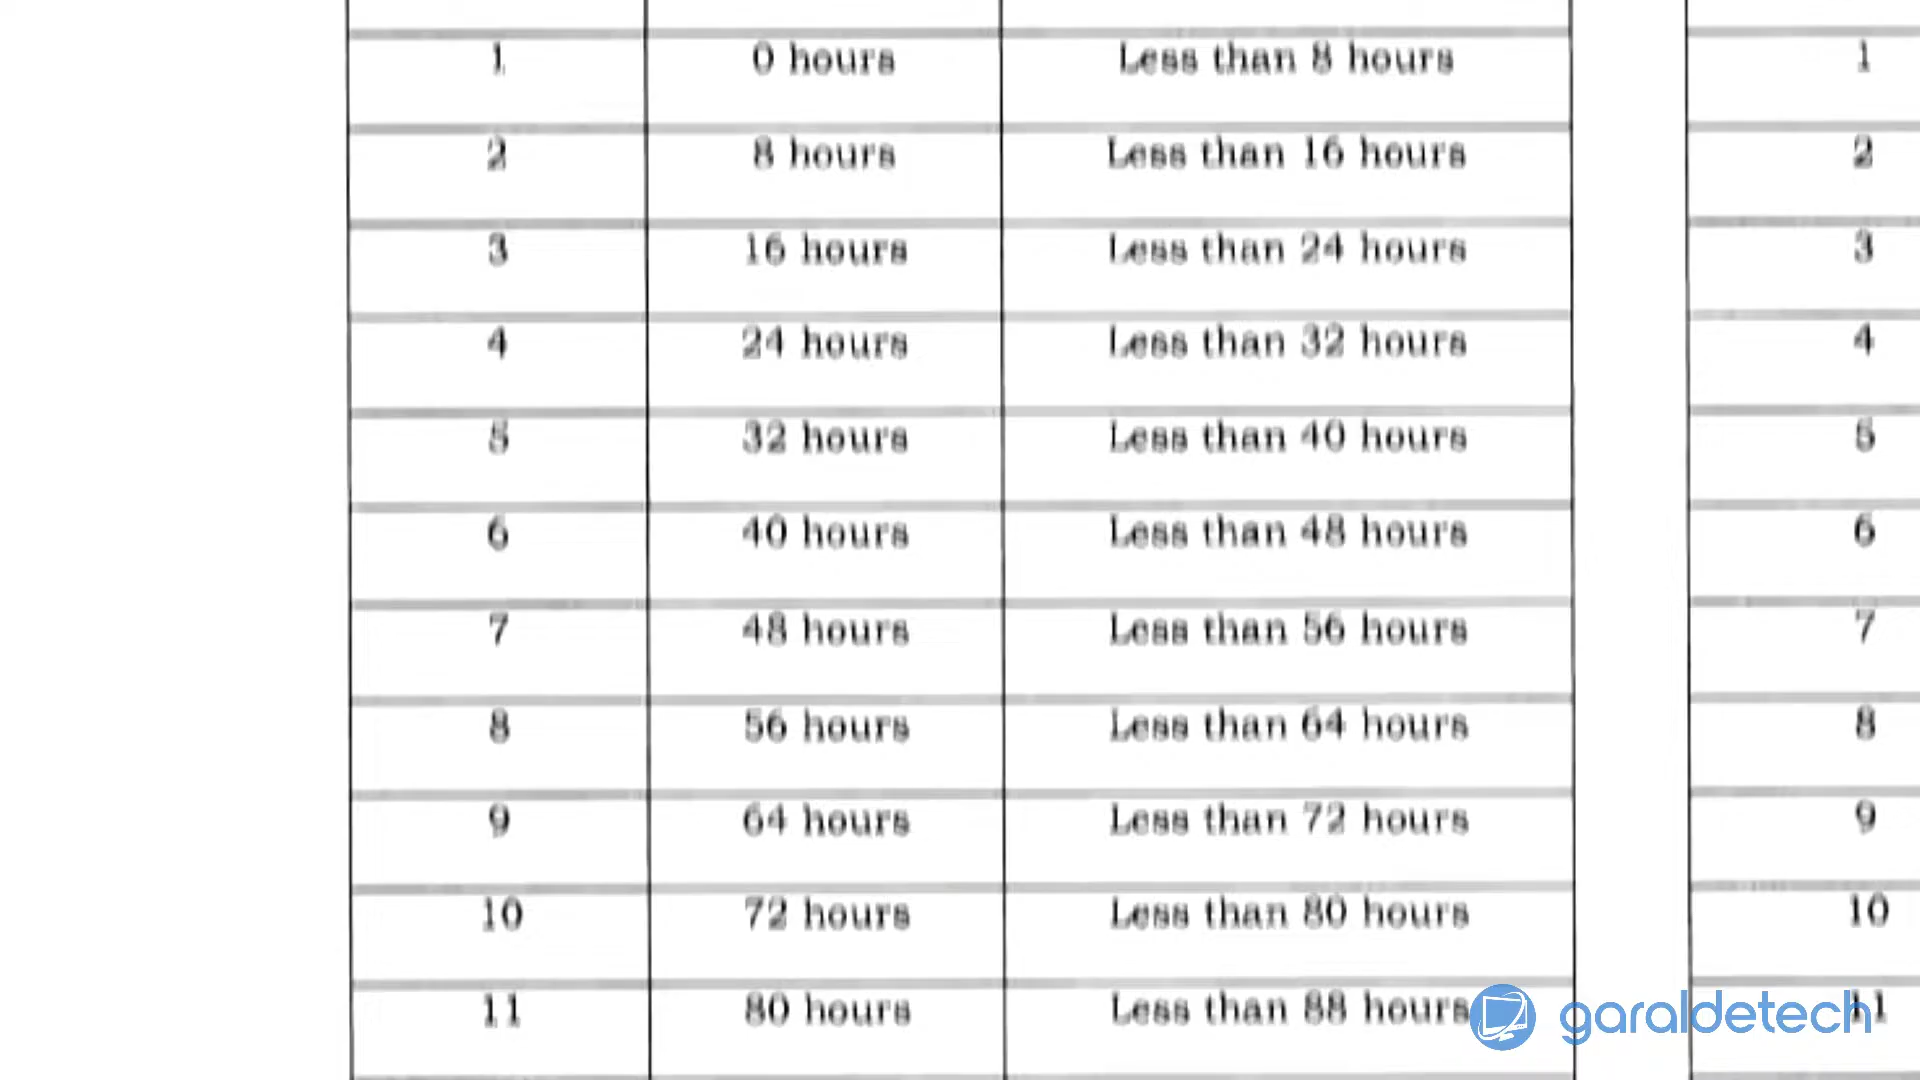 1 0 hours Less than 8 hours 1
2 8 hours Less than 16 hours 2
3 16 hours Less than 24 hours 3
4 24 hours Less than 32 hours 4
5 32 hours Less than 40 hours 5
6 40 hours Less than 48 hours 6
7 48 hours Less than 56 hours 7
8 56 hours Less than 64 hours 8
9 64 hours Less than 72 hours 9
10 72 hours Less than 80 hours 10
11 80 hours Less than 88 hours 11
garaldetech